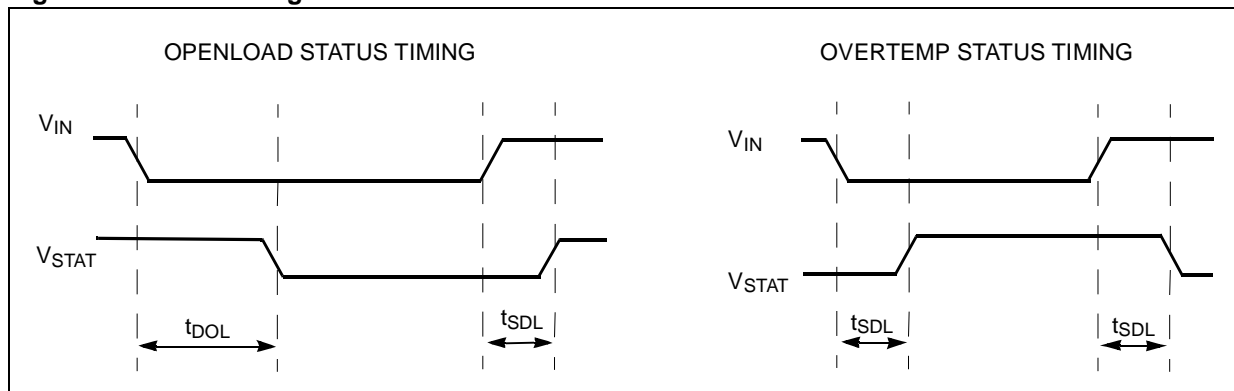 OPENLOAD STATUS TIMING
OVERTEMP STATUS TIMING
VIN
VSTAT
tDOL
tSDL
VIN
VSTAT
tSDL
tSDL